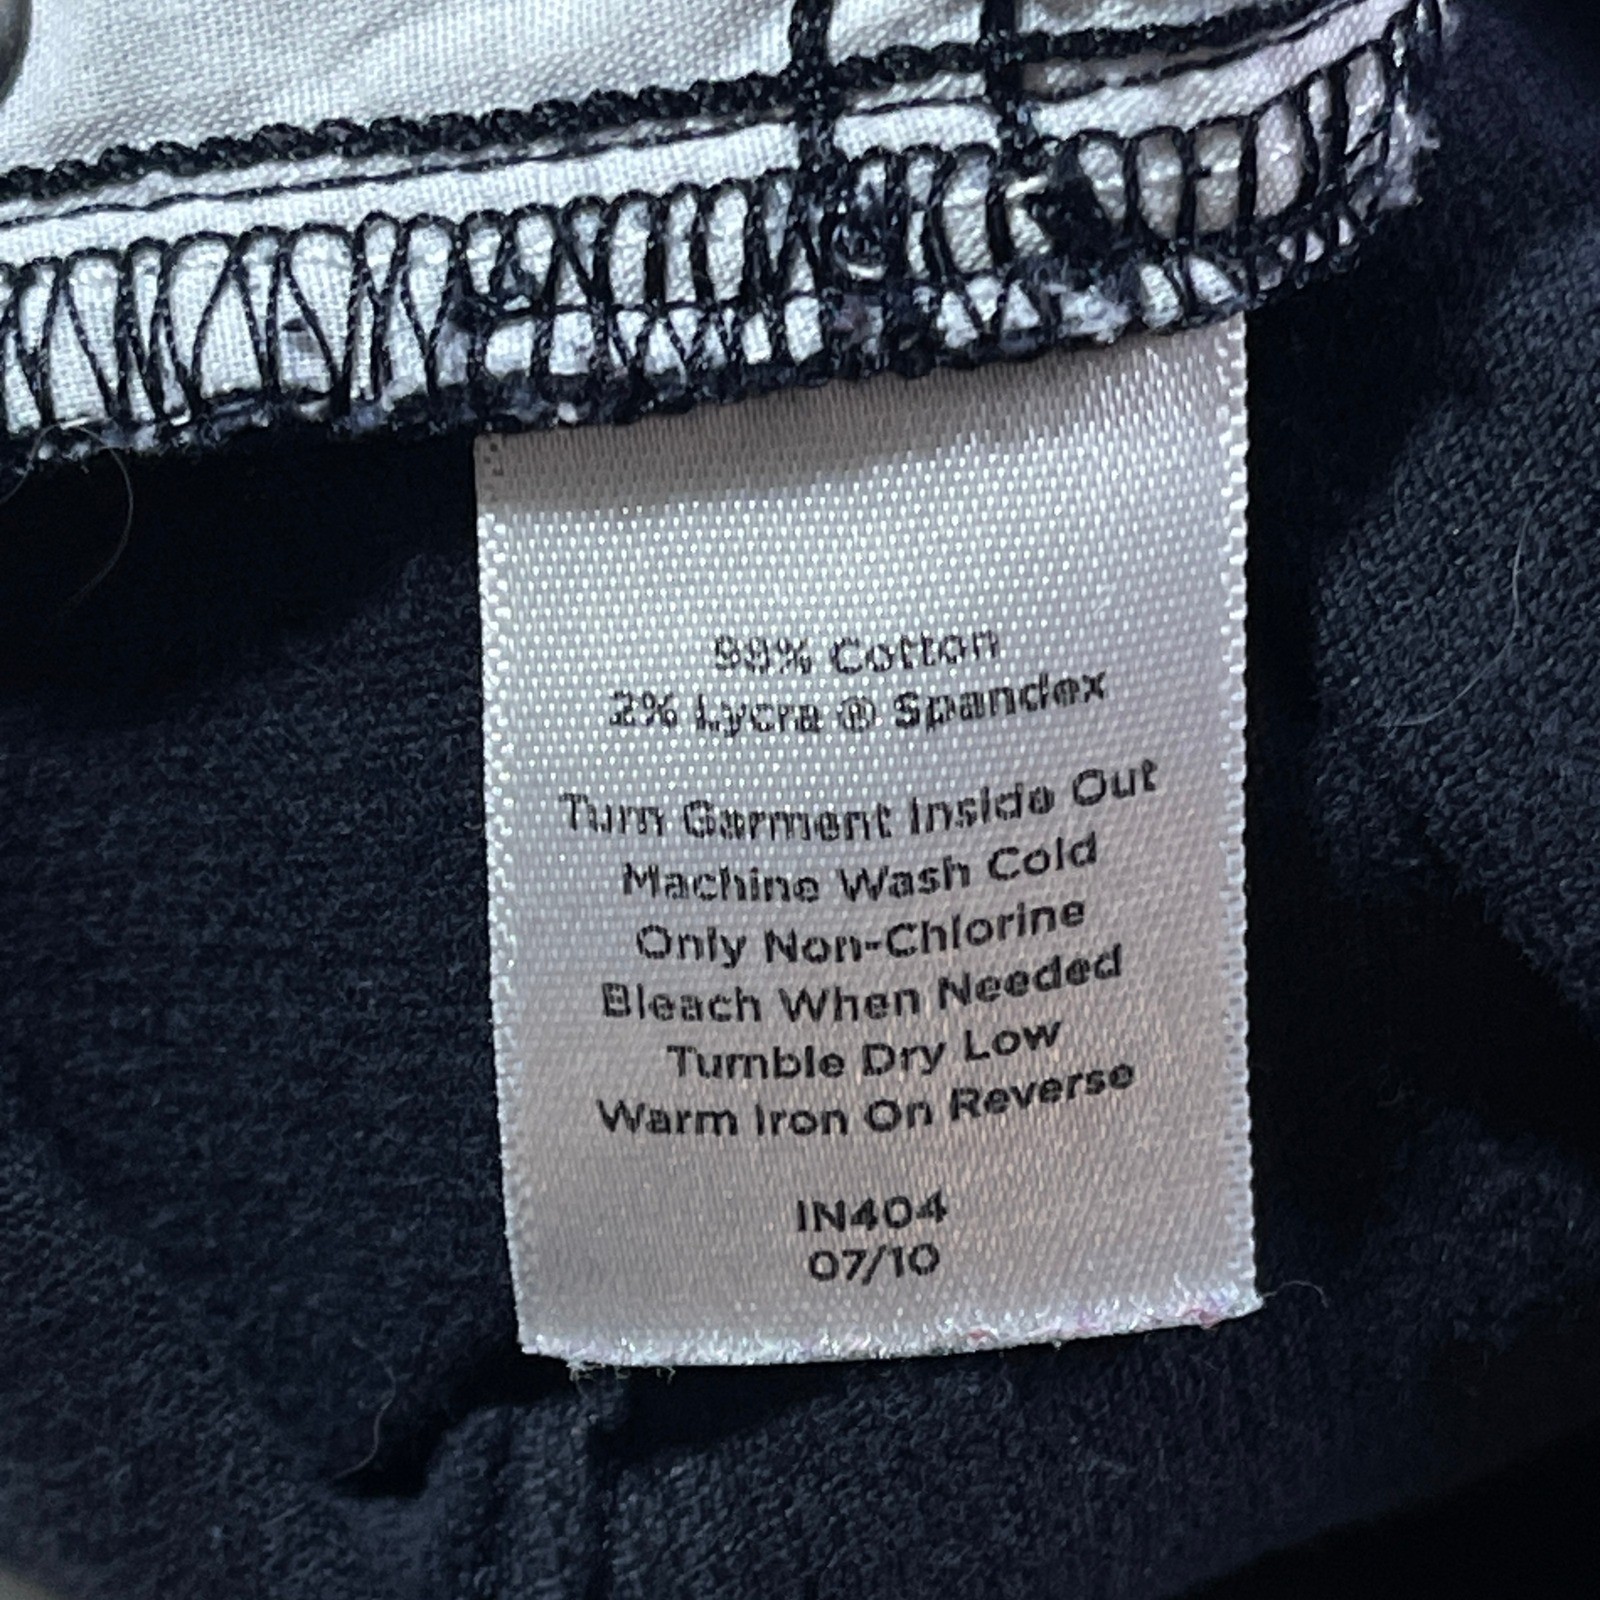 98% Cotton
2% Lycra ® Spandex
Turn Garment Inside Out
Machine Wash Cold
Only Non-Chlorine
Bleach When Needed
Tumble Dry Low
Warm Iron On Reverse
IN404
07/10